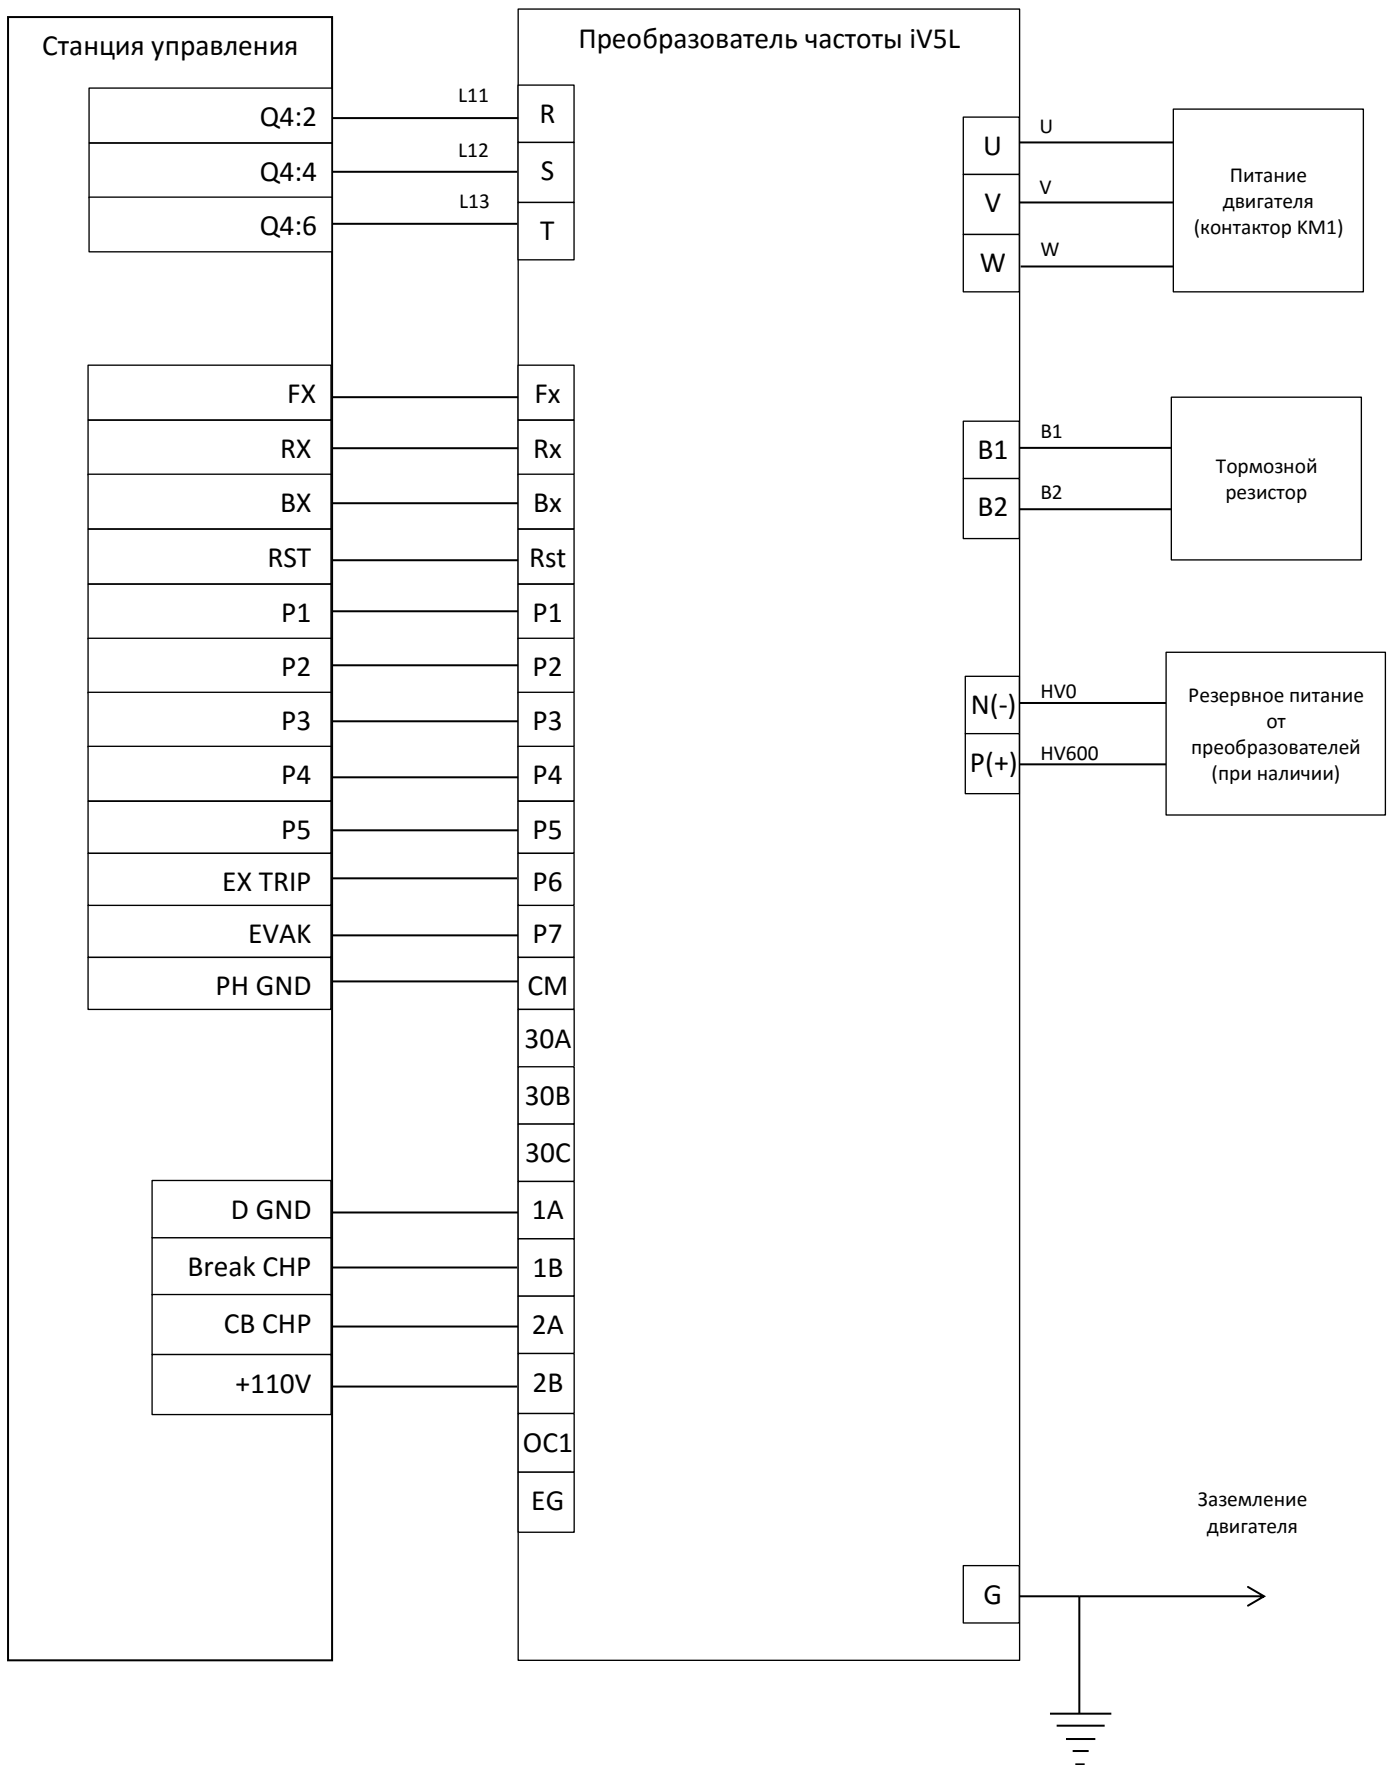 Станция управления
Преобразователь частоты iV5L
Q4:2
L11
R
Q4:4
L12
S
Q4:6
L13
T
U
U
V
V
W
W
Питание
двигателя
(контактор KM1)
FX
Fx
RX
Rx
BX
Bx
RST
Rst
P1
P1
P2
P2
P3
P3
P4
P4
P5
P5
EX TRIP
P6
EVAK
P7
PH GND
CM
30A
30B
30C
D GND
1A
Break CHP
1B
CB CHP
2A
+110V
2B
OC1
EG
B1
B1
B2
B2
Тормозной
резистор
N(-)
HV0
P(+)
HV600
Резервное питание
от
преобразователей
(при наличии)
Заземление
двигателя
G